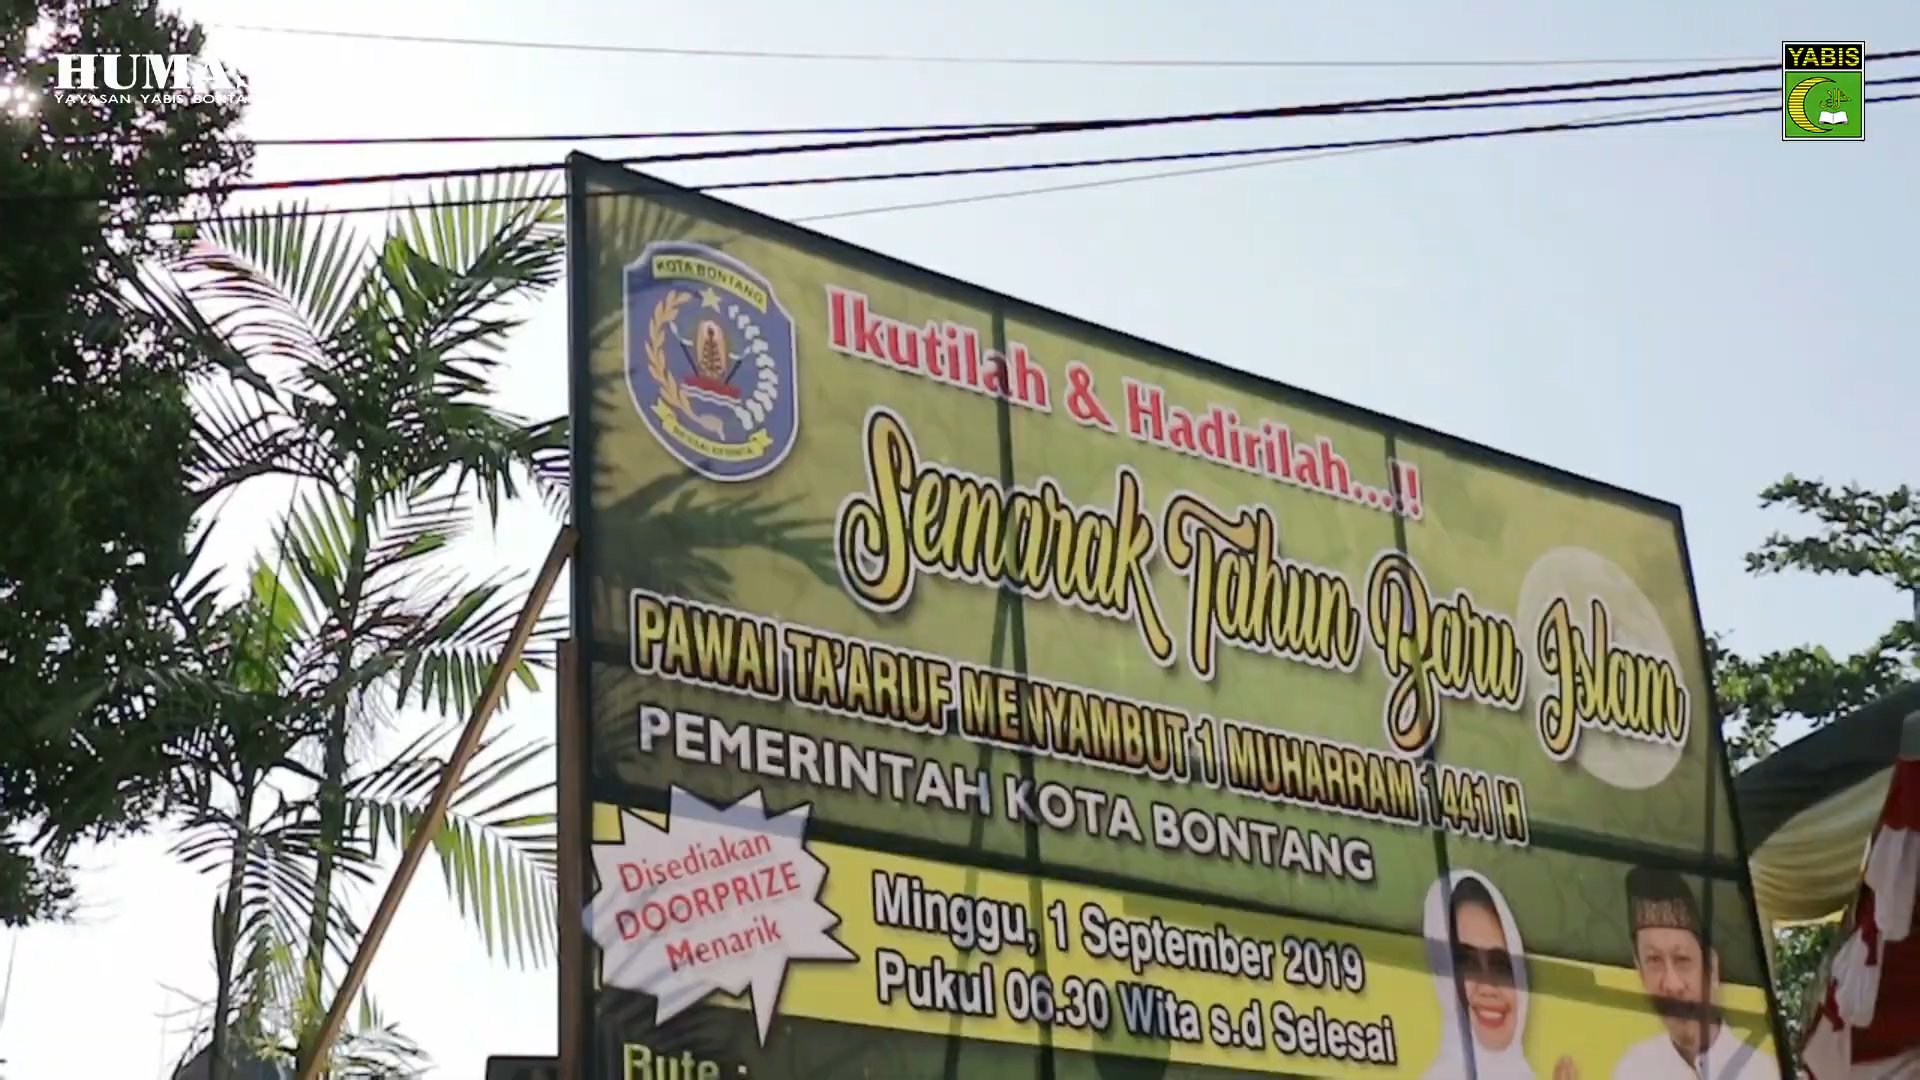 HUMAS
YAYASAN YABIS BONTA
YABIS
KOTA BONTANG
Ikutilah & Hadirilah...!!
Semarak Tahun Baru Islam
PAWAI TA'ARUF MENYAMBUT 1 MUHARRAM 1441 H
PEMERINTAH KOTA BONTANG
Disediakan
DOORPRIZE
Menarik
Minggu, 1 September 2019
Pukul 06.30 Wita s.d Selesai
Rute :